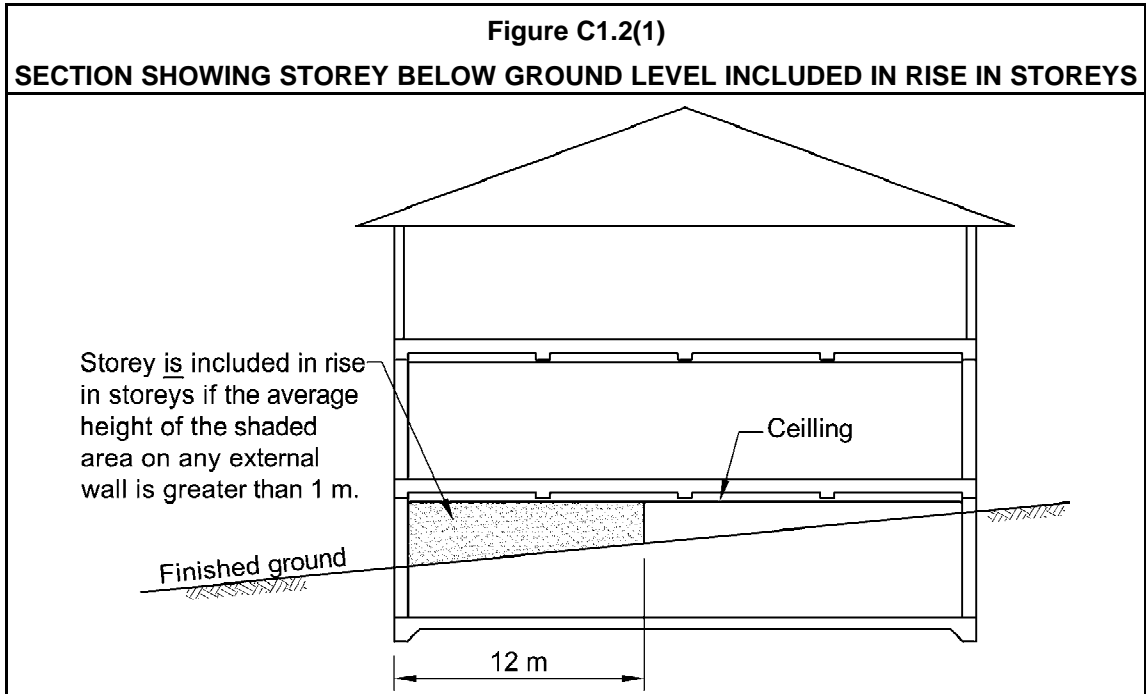 Figure C1.2(1)
SECTION SHOWING STOREY BELOW GROUND LEVEL INCLUDED IN RISE IN STOREYS
Storey is included in rise
in storeys if the average
height of the shaded
area on any external
wall is greater than 1 m.
Ceilling
Finished ground
12 m